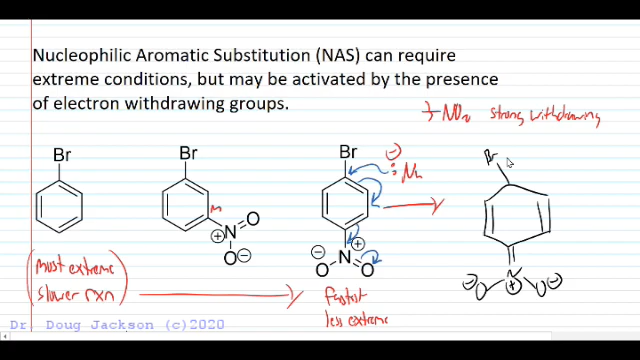 Nucleophilic Aromatic Substitution (NAS) can require
extreme conditions, but may be activated by the presence
of electron withdrawing groups.
NO₂ strong withdrawing
Br
Br
m
N
O
⊕
O⊖
Br
⊖
:Nu
⊖
⊕
O
N
O
Br
N
⊕
⊖
O
O
⊖
most extreme
slower rxn
fastest
less extreme
Dr. Doug Jackson (c)2020